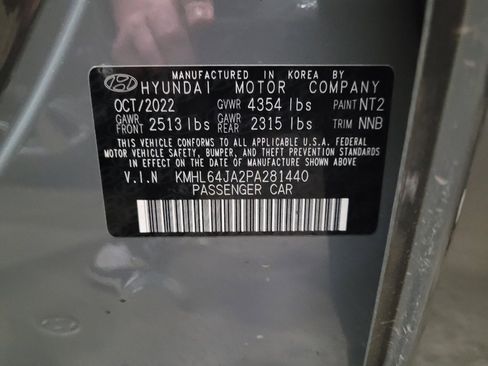 MANUFACTURED IN KOREA BY
HYUNDAI MOTOR COMPANY
OCT/2022 GVWR 4354 lbs PAINT NT2
GAWR FRONT 2513 lbs GAWR REAR 2315 lbs TRIM NNB
THIS VEHICLE CONFORMS TO ALL APPLICABLE U.S.A FEDERAL
MOTOR VEHICLE SAFETY, BUMPER, AND THEFT PREVENTION STANDARDS
IN EFFECT ON THE DATE OF MANUFACTURE SHOWN ABOVE.
V.I.N KMHL64JA2PA281440
PASSENGER CAR